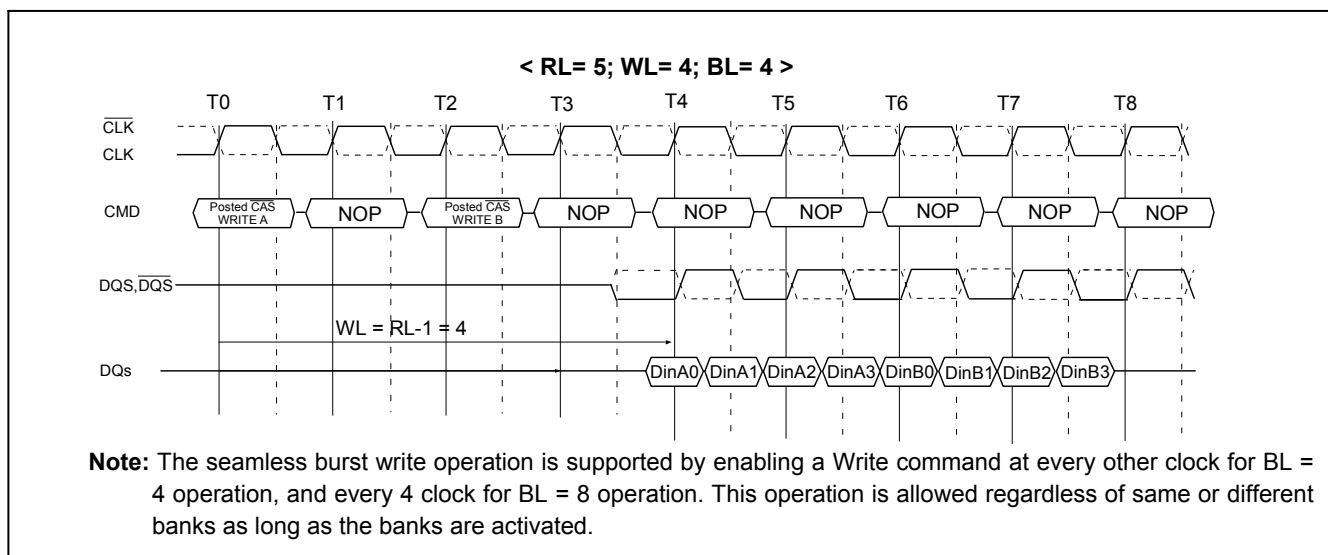 < RL= 5; WL= 4; BL= 4 >
T0 T1 T2 T3 T4 T5 T6 T7 T8
CLK
CLK
CMD Posted CAS NOP Posted CAS NOP NOP NOP NOP NOP NOP
WRITE A WRITE B
DQS,DQS
WL = RL-1 = 4
DQs DinA0 DinA1 DinA2 DinA3 DinB0 DinB1 DinB2 DinB3
Note: The seamless burst write operation is supported by enabling a Write command at every other clock for BL =
4 operation, and every 4 clock for BL = 8 operation. This operation is allowed regardless of same or different
banks as long as the banks are activated.